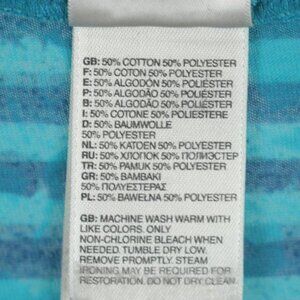 GB: 50% COTTON 50% POLYESTER
F: 50% COTON 50% POLYESTER
E: 50% ALGODÓN 50% POLIÉSTER
P: 50% ALGODÃO 50% POLIÉSTER
B: 50% ALGODÃO 50% POLIÉSTER
I: 50% COTONE 50% POLIESTERE
D: 50% BAUMWOLLE
50% POLYESTER
NL: 50% KATOEN 50% POLYESTER
RU: 50% ХЛОПОК 50% ПОЛИЭСТЕР
TR: 50% PAMUK 50% POLYESTER
GR: 50% ΒΑΜΒΑΚΙ
50% ΠΟΛΥΕΣΤΕΡΑΣ
PL: 50% BAWEŁNA 50% POLYESTER
GB: MACHINE WASH WARM WITH
LIKE COLORS. ONLY
NON-CHLORINE BLEACH WHEN
NEEDED. TUMBLE DRY LOW.
REMOVE PROMPTLY. STEAM
IRONING MAY BE REQUIRED FOR
RESTORATION. DO NOT